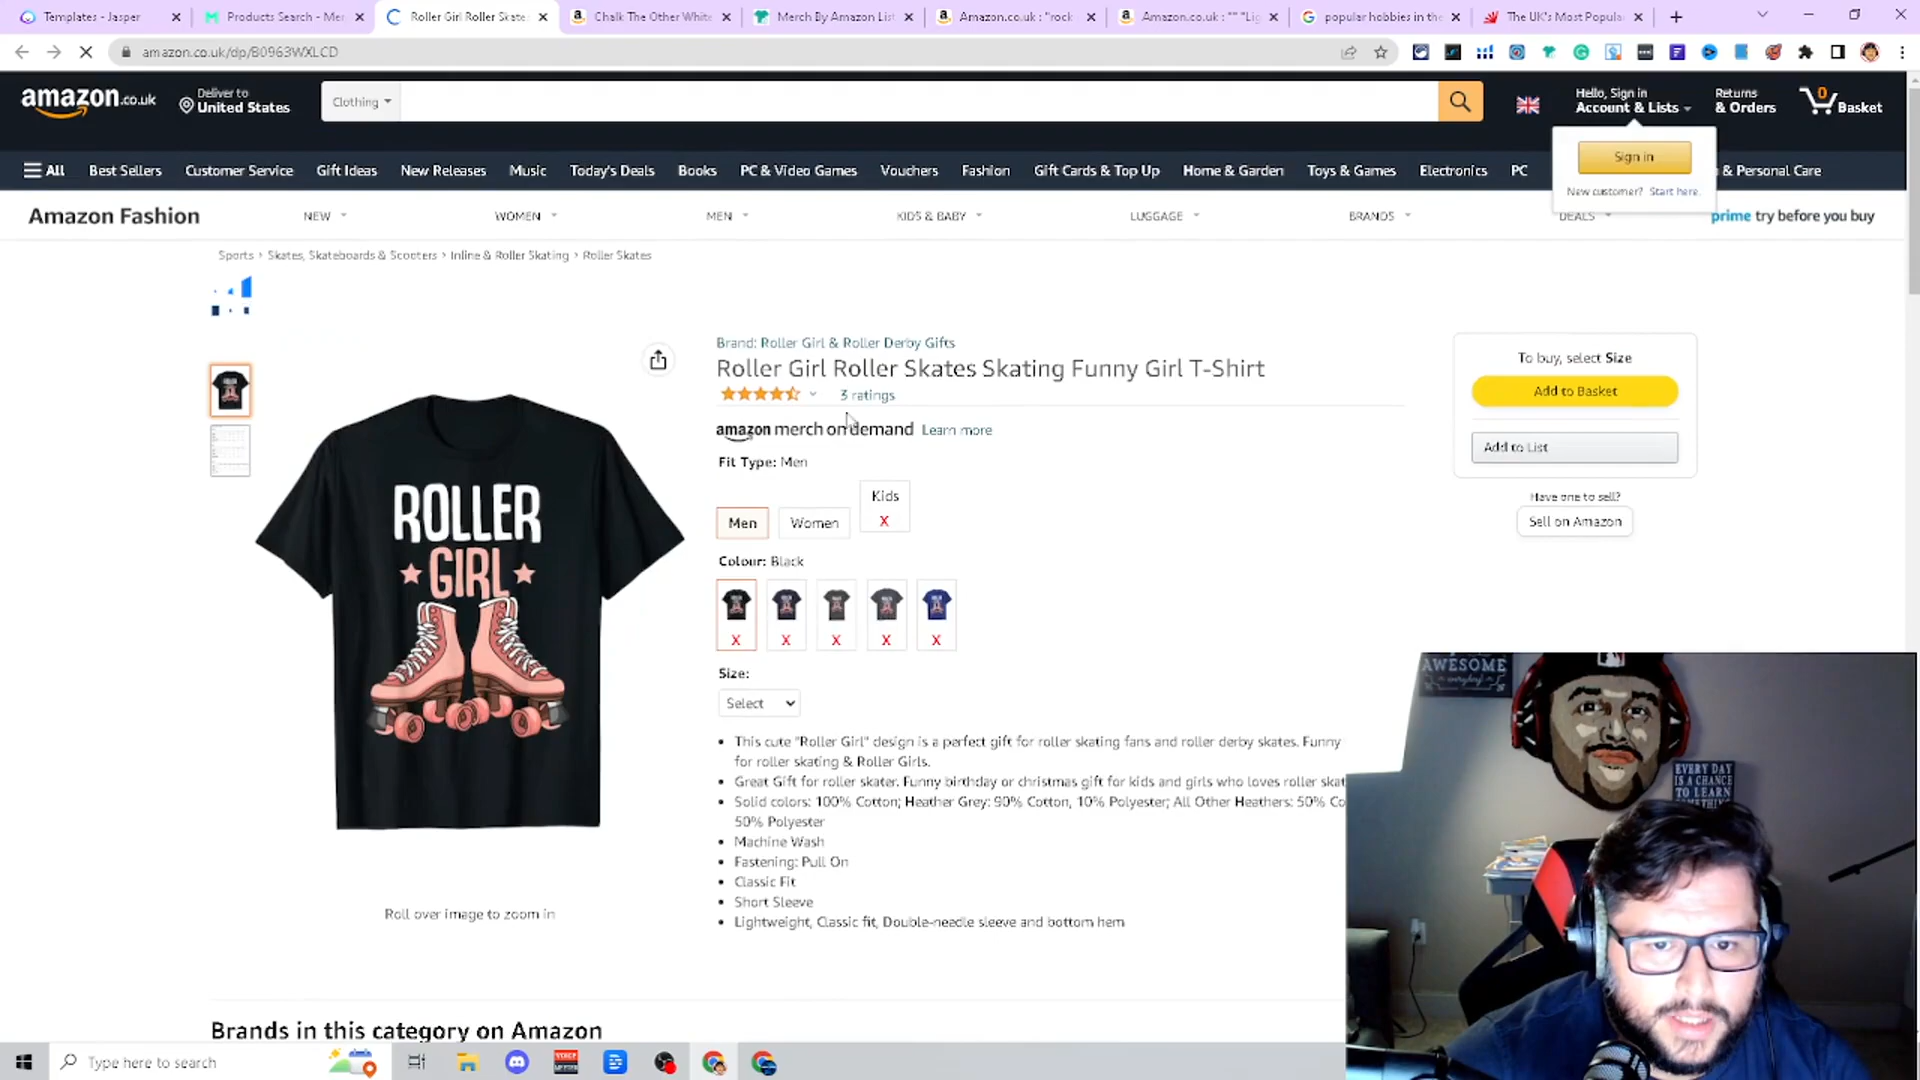 Templates - Jasper
Products Search - Mer
Roller Girl Roller Skate
Chalk The Other White
Merch By Amazon List
Amazon.co.uk : "rock
Amazon.co.uk : "" "Lig
popular hobbies in the
The UK's Most Popula
amazon.co.uk/dp/B0963WXLCD
amazon.co.uk
Deliver to
United States
Clothing
Hello, Sign in
Account & Lists
Returns
& Orders
0
Basket
All
Best Sellers
Customer Service
Gift Ideas
New Releases
Music
Today's Deals
Books
PC & Video Games
Vouchers
Fashion
Gift Cards & Top Up
Home & Garden
Toys & Games
Electronics
PC
& Personal Care
Sign in
New customer? Start here.
Amazon Fashion
NEW
WOMEN
MEN
KIDS & BABY
LUGGAGE
BRANDS
DEALS
prime try before you buy
Sports › Skates, Skateboards & Scooters › Inline & Roller Skating › Roller Skates
Brand: Roller Girl & Roller Derby Gifts
Roller Girl Roller Skates Skating Funny Girl T-Shirt
3 ratings
amazon merch on demand Learn more
Fit Type: Men
Men
Women
Kids
X
Colour: Black
X
X
X
X
X
Size:
Select
This cute "Roller Girl" design is a perfect gift for roller skating fans and roller derby skates. Funny
for roller skating & Roller Girls.
Great Gift for roller skater. Funny birthday or christmas gift for kids and girls who loves roller skat
Solid colors: 100% Cotton; Heather Grey: 90% Cotton, 10% Polyester; All Other Heathers: 50% Co
50% Polyester
Machine Wash
Fastening: Pull On
Classic Fit
Short Sleeve
Lightweight, Classic fit, Double-needle sleeve and bottom hem
To buy, select Size
Add to Basket
Add to List
Have one to sell?
Sell on Amazon
ROLLER
GIRL
Roll over image to zoom in
Brands in this category on Amazon
AWESOME
everyday
EVERY DAY
IS A CHANCE
TO LEARN
SOMETHING
Type here to search